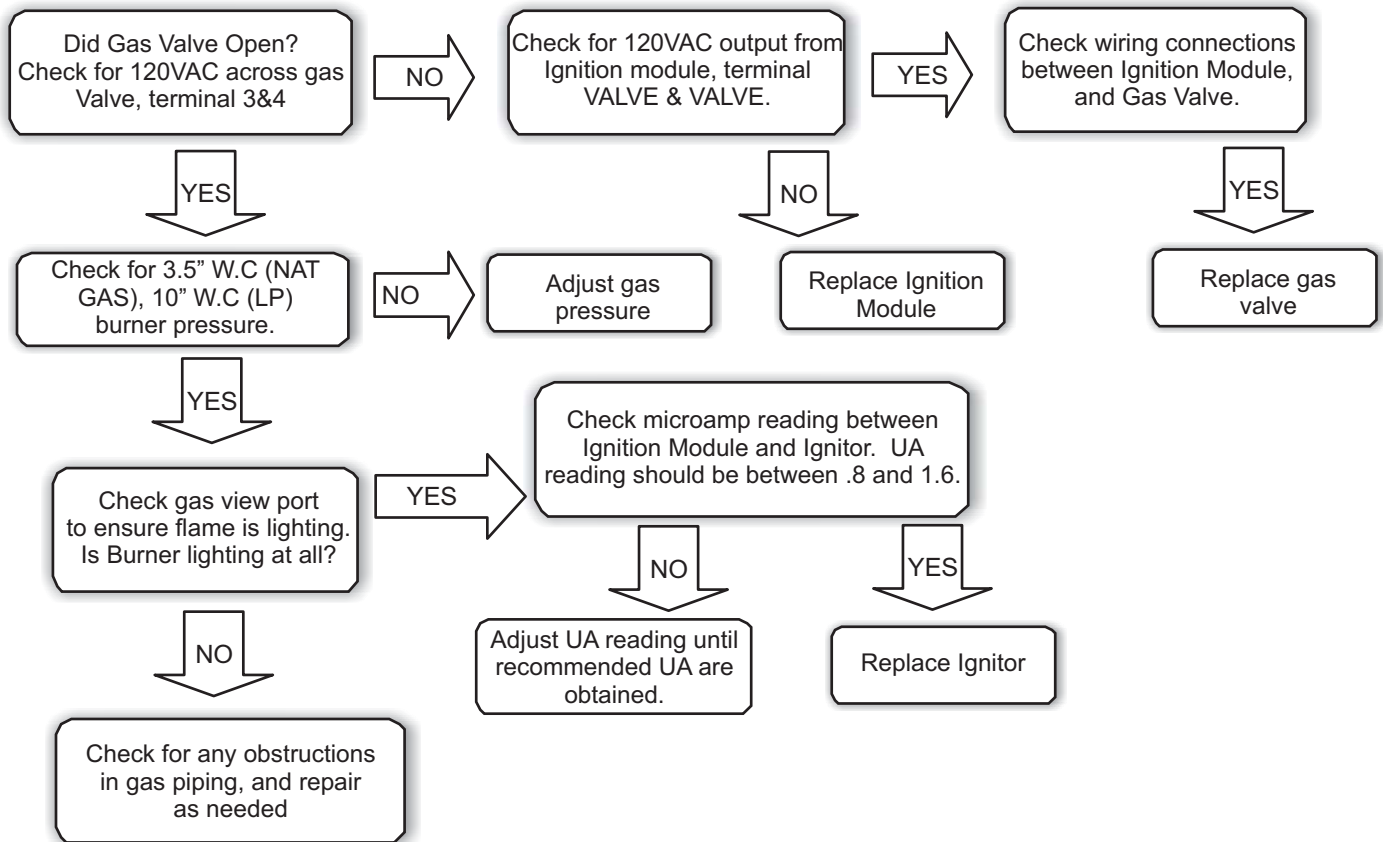 Did Gas Valve Open?
Check for 120VAC across gas
Valve, terminal 3&4
NO
Check for 120VAC output from
Ignition module, terminal
VALVE & VALVE.
YES
Check wiring connections
between Ignition Module,
and Gas Valve.
YES
NO
YES
Check for 3.5” W.C (NAT
GAS), 10” W.C (LP)
burner pressure.
NO
Adjust gas
pressure
Replace Ignition
Module
Replace gas
valve
YES
Check gas view port
to ensure flame is lighting.
Is Burner lighting at all?
YES
Check microamp reading between
Ignition Module and Ignitor. UA
reading should be between .8 and 1.6.
NO
YES
NO
Adjust UA reading until
recommended UA are
obtained.
Replace Ignitor
Check for any obstructions
in gas piping, and repair
as needed